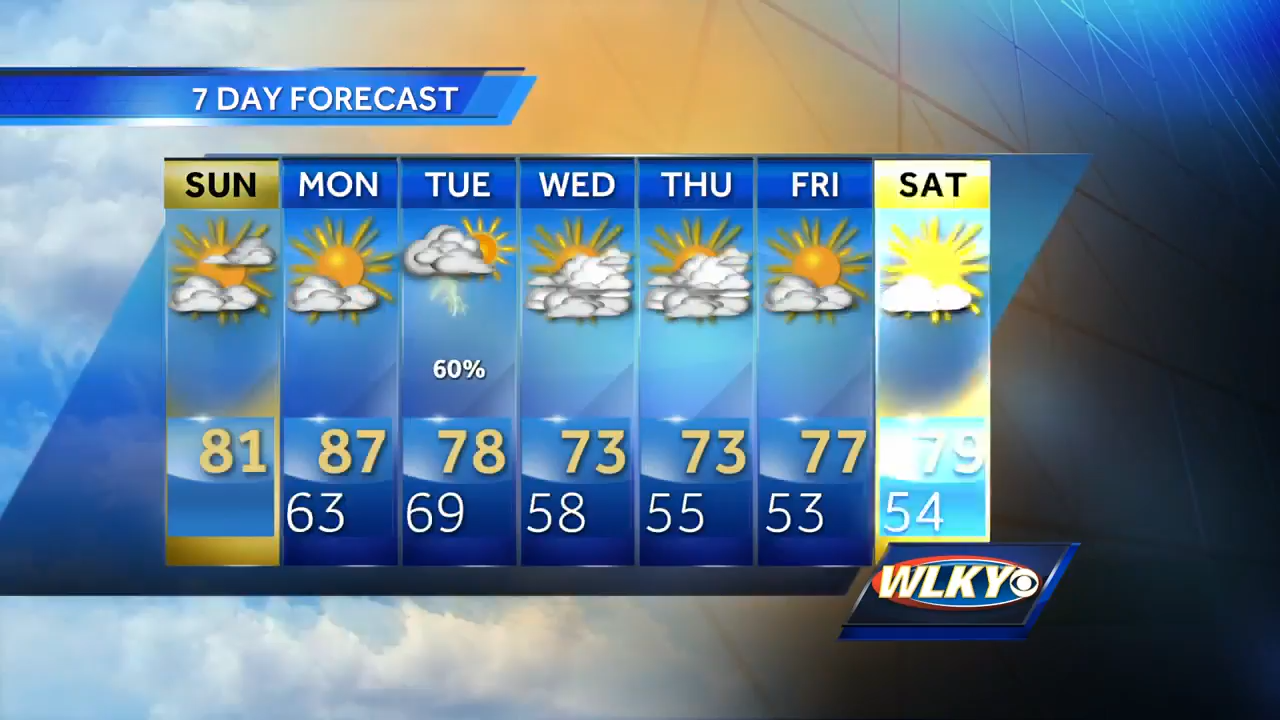 7 DAY FORECAST
SUN MON TUE WED THU FRI SAT
60%
81 87 78 73 73 77 79
63 69 58 55 53 54
WLKY